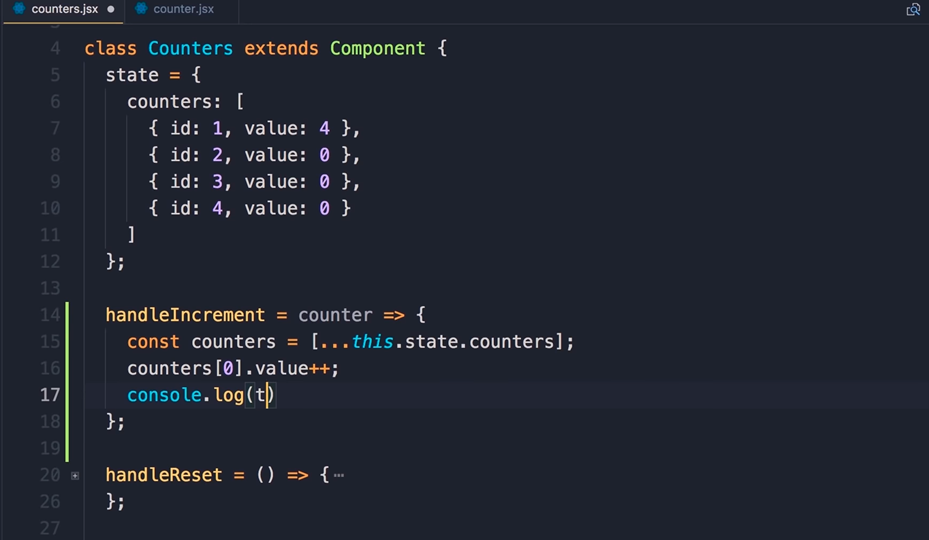 counters.jsx ● counter.jsx
4 class Counters extends Component {
5 state = {
6 counters: [
7 { id: 1, value: 4 },
8 { id: 2, value: 0 },
9 { id: 3, value: 0 },
10 { id: 4, value: 0 }
11 ]
12 };
13
14 handleIncrement = counter => {
15 const counters = [...this.state.counters];
16 counters[0].value++;
17 console.log(t)
18 };
19
20 handleReset = () => {⋯
26 };
27